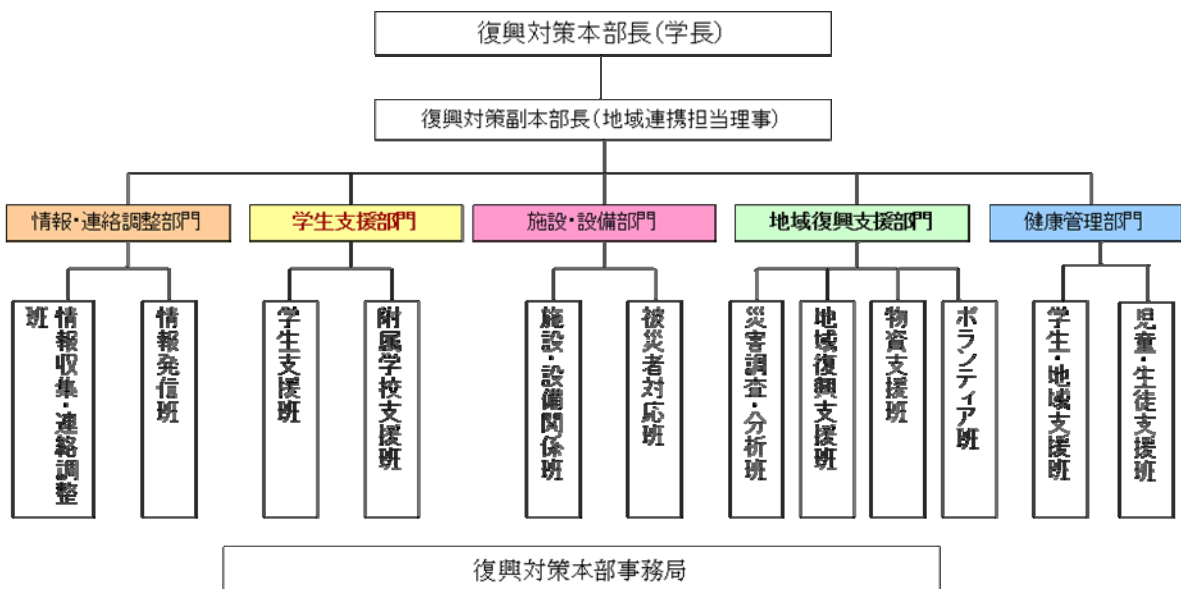 復興対策本部長(学長)
復興対策副本部長(地域連携担当理事)
情報・連絡調整部門
学生支援部門
施設・設備部門
地域復興支援部門
健康管理部門
情報収集・連絡調整
班
情報発信班
学生支援班
附属学校支援班
施設・設備関係班
被災者対応班
災害調査・分析班
地域復興支援班
物資支援班
ボランティア班
学生・地域支援班
児童・生徒支援班
復興対策本部事務局